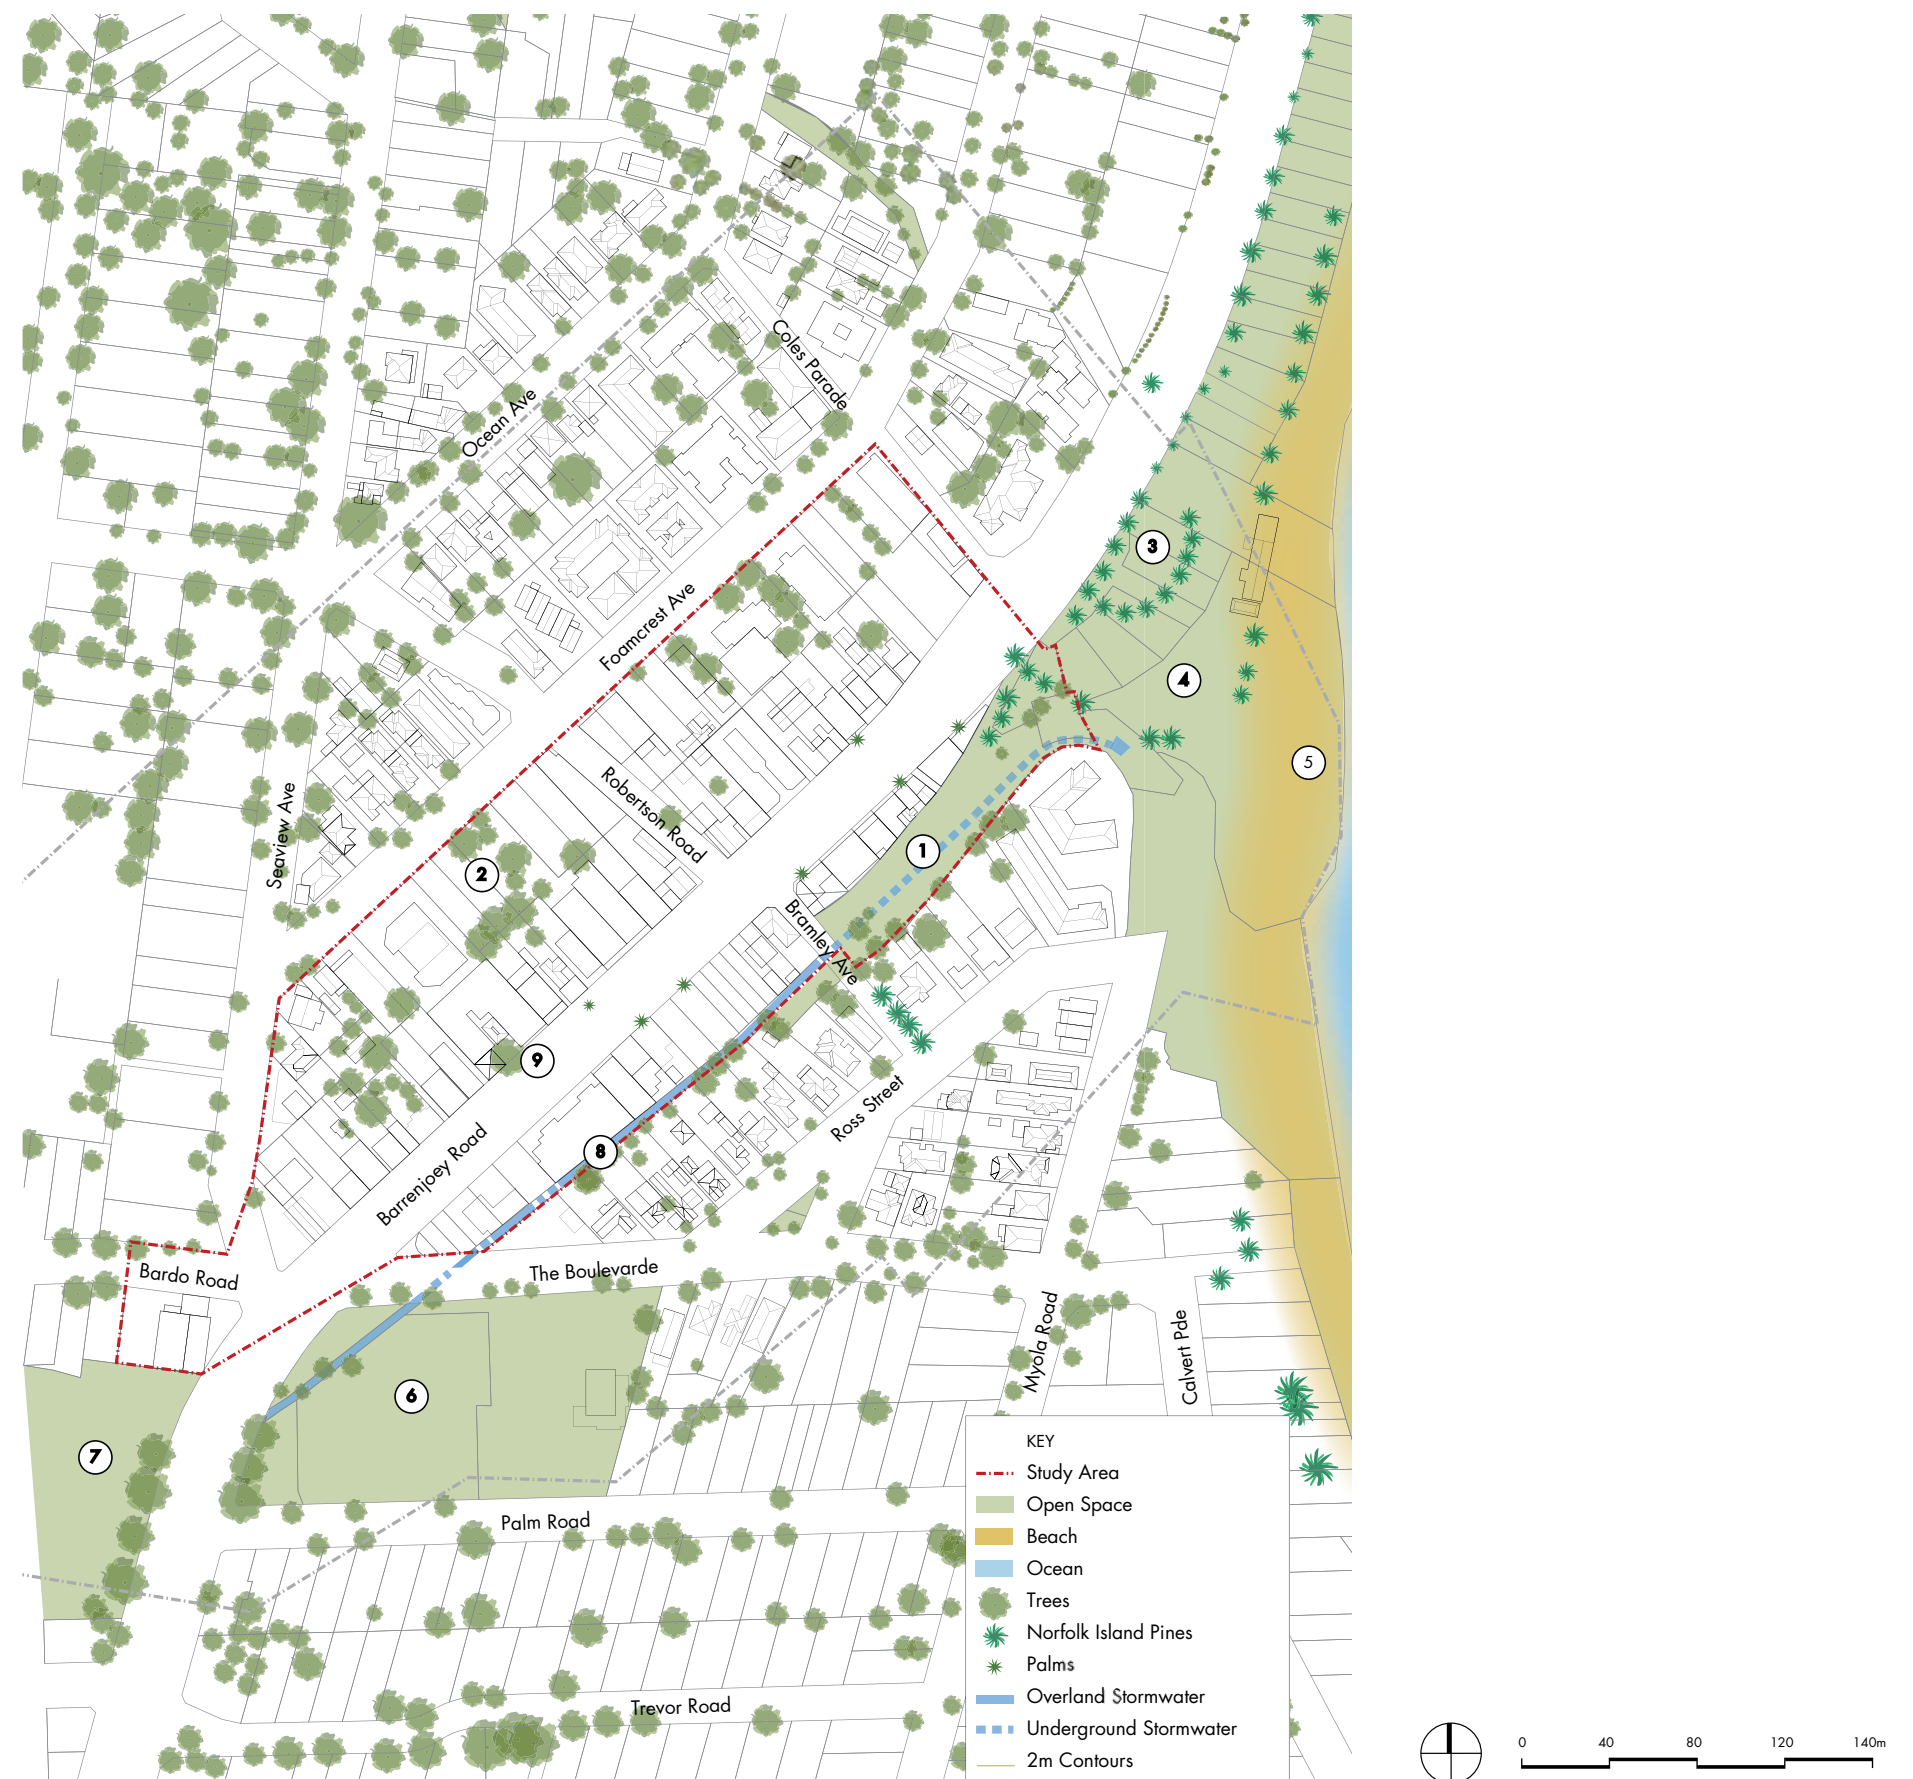 Coles Parade
Ocean Ave
3
Foamcrest Ave
4
5
Robertson Road
Seaview Ave
1
2
Bramley Ave
9
Ross Street
Barrenjoey Road
8
The Boulevarde
Bardo Road
Myola Road
Calvert Pde
6
7
Palm Road
Trevor Road
KEY
Study Area
Open Space
Beach
Ocean
Trees
Norfolk Island Pines
Palms
Overland Stormwater
Underground Stormwater
2m Contours
0 40 80 120 140m